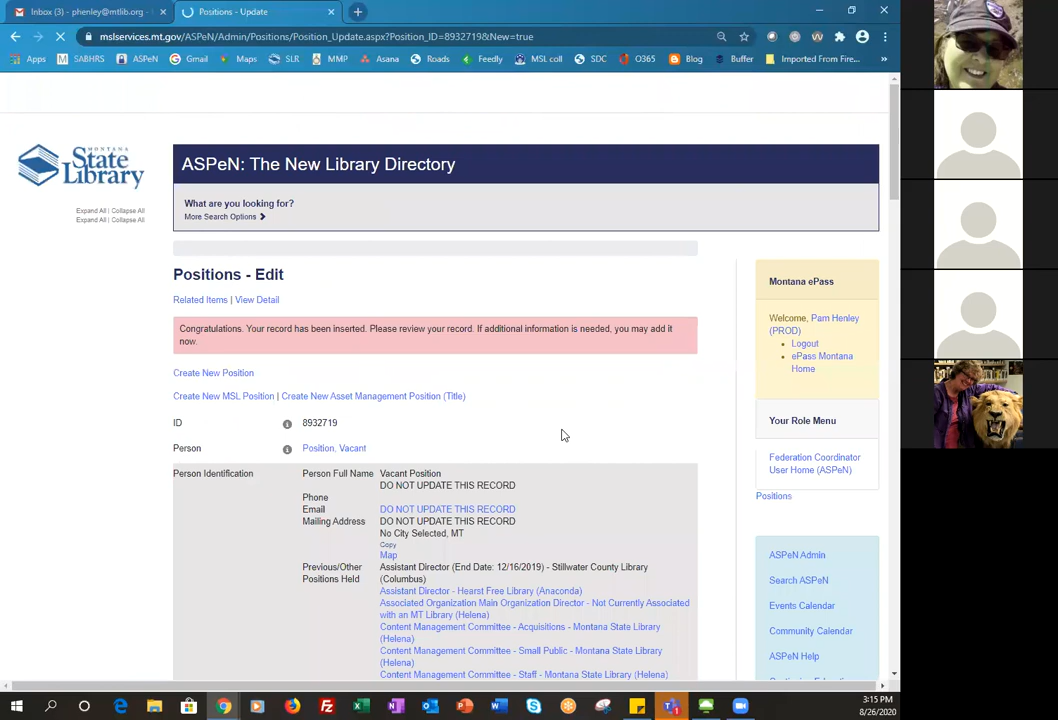 Inbox (3) - phenley@mtlib.org -
Positions - Update
mslservices.mt.gov/ASPeN/Admin/Positions/Position_Update.aspx?Position_ID=8932719&New=true
Apps SABHRS ASPeN Gmail Maps SLR MMP Asana Roads Feedly MSL coll SDC O365 Blog Buffer Imported From Fire... »
MONTANA
State
Library
Expand All | Collapse All
Expand All | Collapse All
ASPeN: The New Library Directory
What are you looking for?
More Search Options
Positions - Edit
Related Items | View Detail
Congratulations. Your record has been inserted. Please review your record. If additional information is needed, you may add it
now.
Create New Position
Create New MSL Position | Create New Asset Management Position (Title)
ID 8932719
Person Position, Vacant
Person Identification Person Full Name Vacant Position
DO NOT UPDATE THIS RECORD
Phone
Email DO NOT UPDATE THIS RECORD
Mailing Address DO NOT UPDATE THIS RECORD
No City Selected, MT
Copy
Map
Previous/Other Assistant Director (End Date: 12/16/2019) - Stillwater County Library
Positions Held (Columbus)
Assistant Director - Hearst Free Library (Anaconda)
Associated Organization Main Organization Director - Not Currently Associated
with an MT Library (Helena)
Content Management Committee - Acquisitions - Montana State Library
(Helena)
Content Management Committee - Small Public - Montana State Library
(Helena)
Content Management Committee - Staff - Montana State Library (Helena)
Montana ePass
Welcome, Pam Henley
(PROD)
Logout
ePass Montana
Home
Your Role Menu
Federation Coordinator
User Home (ASPeN)
Positions
ASPeN Admin
Search ASPeN
Events Calendar
Community Calendar
ASPeN Help
3:15 PM
8/26/2020